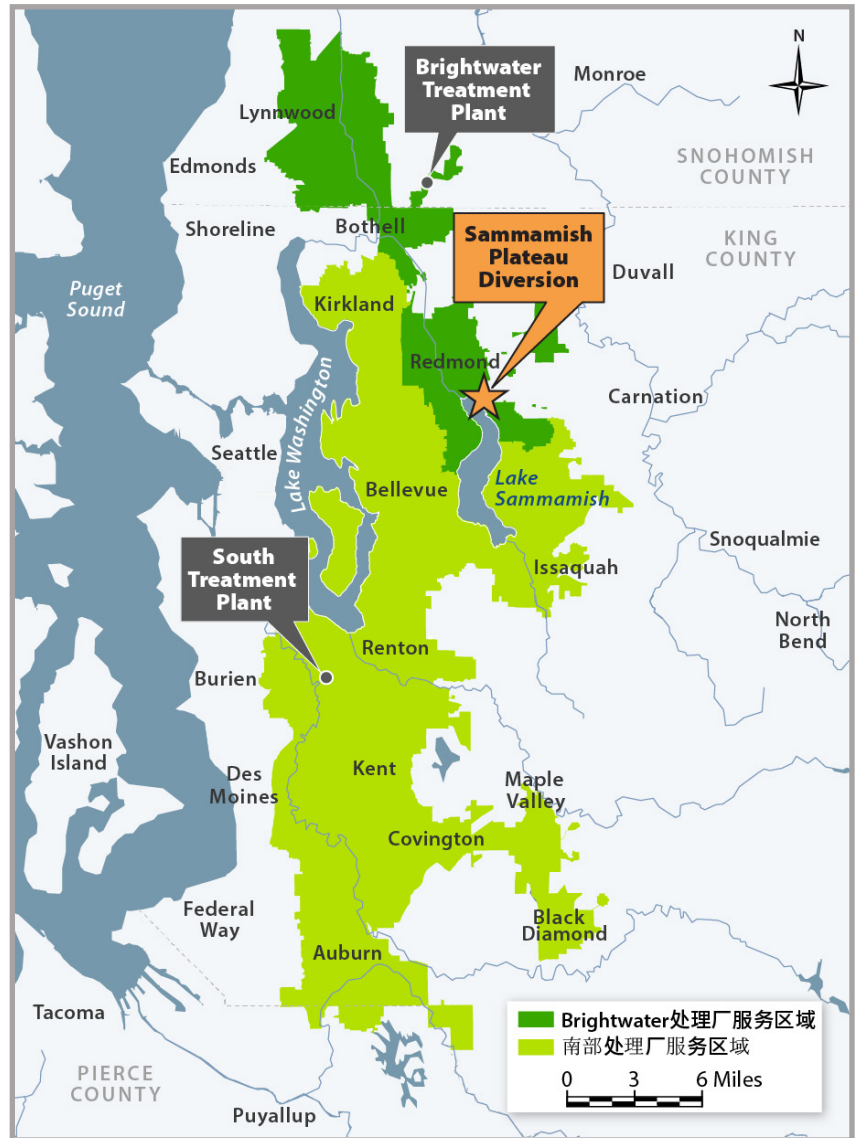 N
Brightwater
Treatment
Plant
Monroe
Lynnwood
Edmonds
SNOHOMISH
COUNTY
Shoreline
Bothell
Sammamish
Plateau
Diversion
KING
COUNTY
Duvall
Puget
Sound
Kirkland
Redmond
Lake Washington
Carnation
Seattle
Bellevue
Lake
Sammamish
South
Treatment
Plant
Snoqualmie
Issaquah
North
Bend
Renton
Burien
Vashon
Island
Des
Moines
Kent
Maple
Valley
Covington
Federal
Way
Black
Diamond
Auburn
Tacoma
PIERCE
COUNTY
Puyallup
Brightwater处理厂服务区域
南部处理厂服务区域
0 3 6 Miles